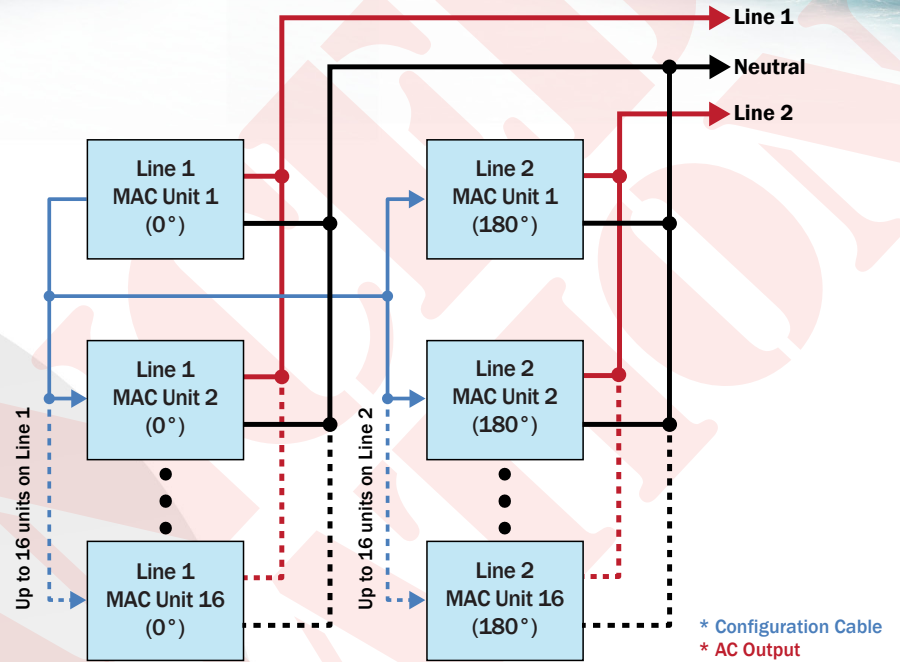 Line 1
Neutral
Line 2
Line 1
MAC Unit 1
(0°)
Line 2
MAC Unit 1
(180°)
Line 1
MAC Unit 2
(0°)
Line 2
MAC Unit 2
(180°)
Up to 16 units on Line 1
Up to 16 units on Line 2
Line 1
MAC Unit 16
(0°)
Line 2
MAC Unit 16
(180°)
* Configuration Cable
* AC Output